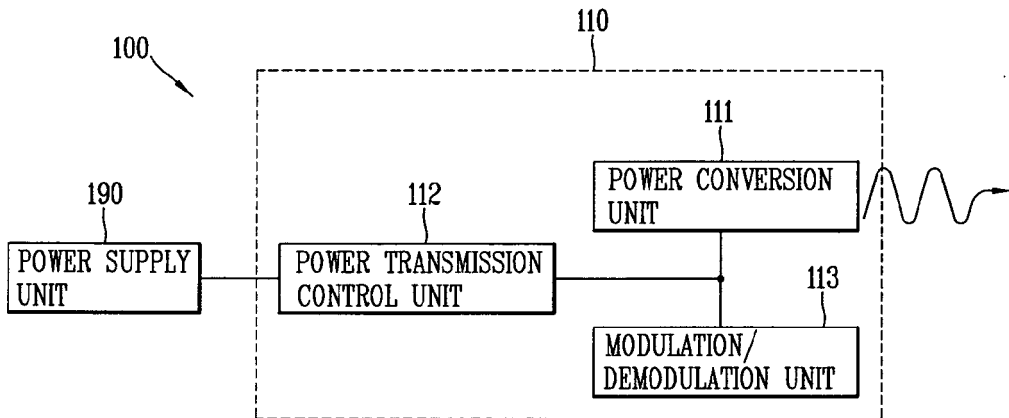 100
110
111
POWER CONVERSION
UNIT
190
112
POWER SUPPLY
UNIT
POWER TRANSMISSION
CONTROL UNIT
113
MODULATION/
DEMODULATION UNIT